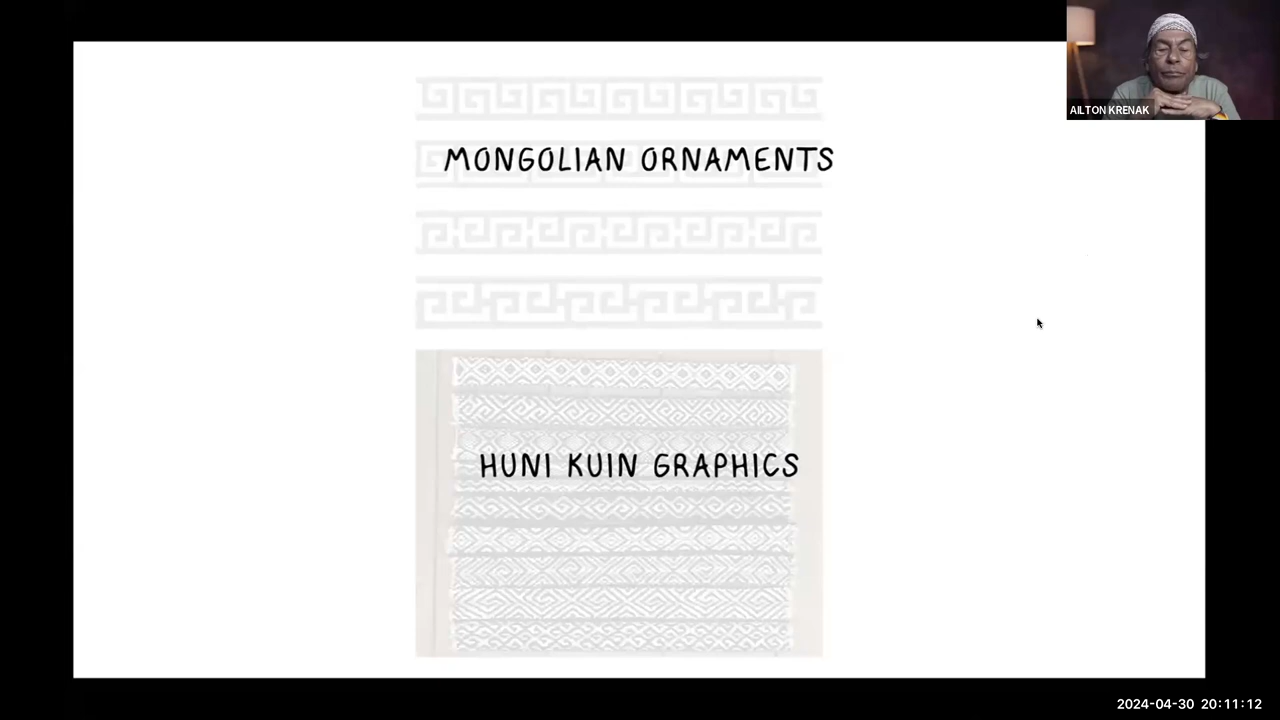 AILTON KRENAK
MONGOLIAN ORNAMENTS
HUNI KUIN GRAPHICS
2024-04-30 20:11:12